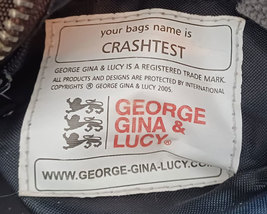 your bags name is
CRASHTEST
GEORGE GINA & LUCY IS A REGISTERED TRADE MARK.
ALL PRODUCTS AND DESIGNS ARE PROTECTED BY INTERNATIONAL
COPYRIGHTS ® GEORGE GINA & LUCY 2005.
GEORGE
GINA &
LUCY®
WWW.GEORGE-GINA-LUCY.CO